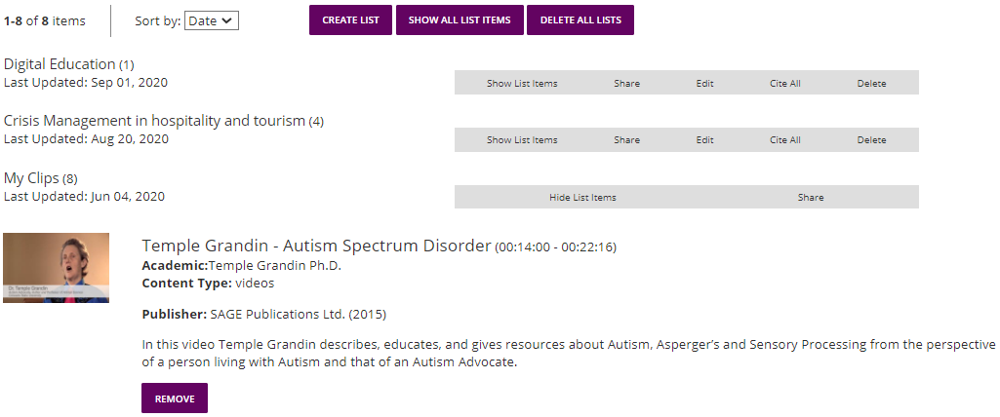 1-8 of 8 items Sort by: Date CREATE LIST SHOW ALL LIST ITEMS DELETE ALL LISTS
Digital Education (1)
Last Updated: Sep 01, 2020
Show List Items Share Edit Cite All Delete
Crisis Management in hospitality and tourism (4)
Last Updated: Aug 20, 2020
Show List Items Share Edit Cite All Delete
My Clips (8)
Last Updated: Jun 04, 2020
Hide List Items Share
Dr. Temple Grandin
Temple Grandin - Autism Spectrum Disorder (00:14:00 - 00:22:16)
Academic:Temple Grandin Ph.D.
Content Type: videos
Publisher: SAGE Publications Ltd. (2015)
In this video Temple Grandin describes, educates, and gives resources about Autism, Asperger’s and Sensory Processing from the perspective
of a person living with Autism and that of an Autism Advocate.
REMOVE